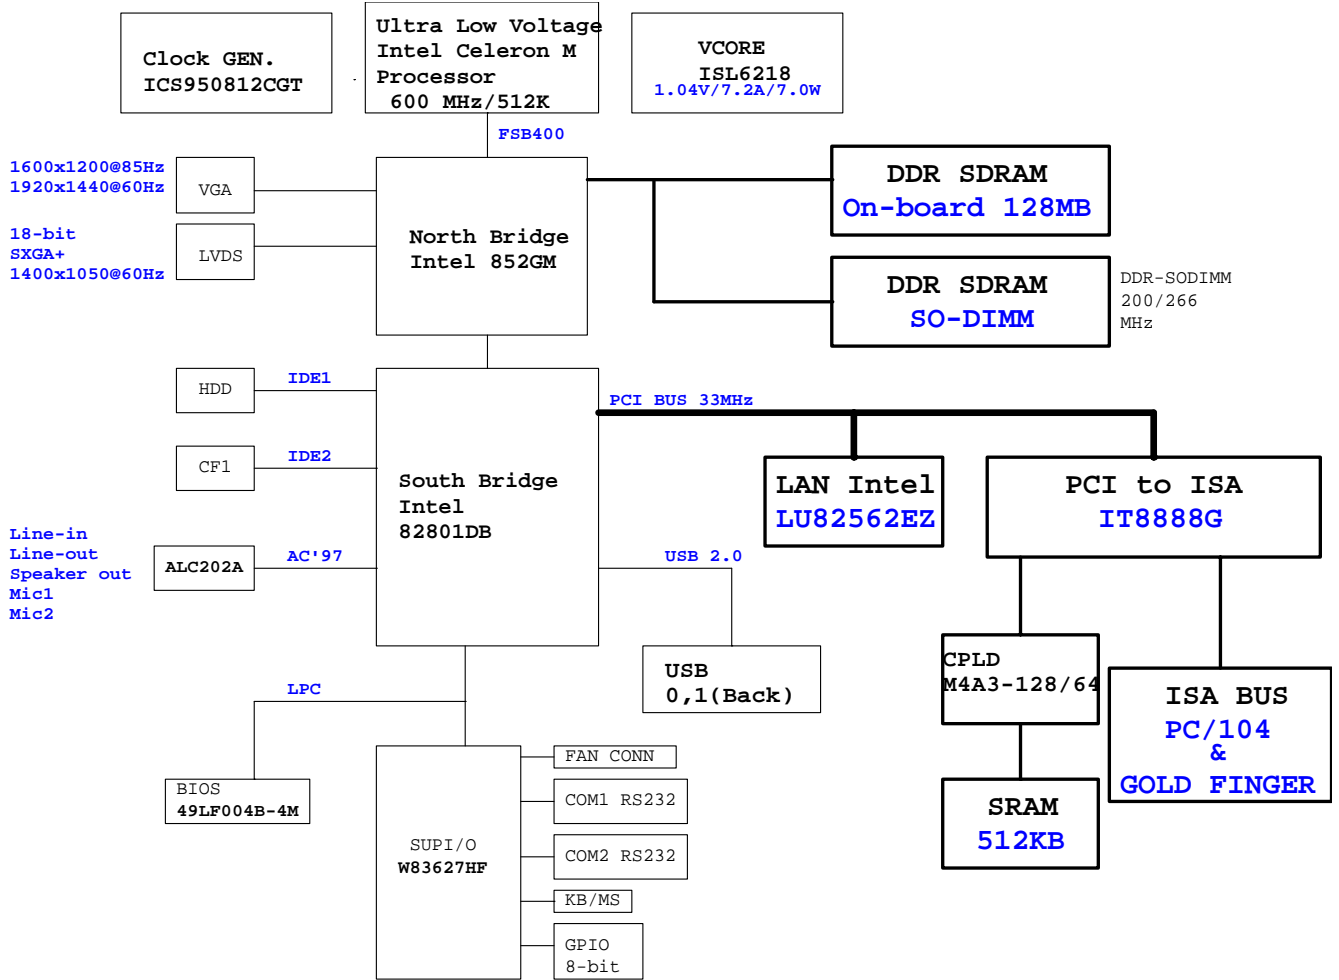 Clock GEN.
ICS950812CGT
Ultra Low Voltage
Intel Celeron M
Processor
600 MHz/512K
VCORE
ISL6218
1.04V/7.2A/7.0W
FSB400
1600x1200@85Hz
1920x1440@60Hz
VGA
18-bit
SXGA+
1400x1050@60Hz
LVDS
North Bridge
Intel 852GM
DDR SDRAM
On-board 128MB
DDR SDRAM
SO-DIMM
DDR-SODIMM
200/266
MHz
HDD
IDE1
CF1
IDE2
South Bridge
Intel
82801DB
PCI BUS 33MHz
LAN Intel
LU82562EZ
PCI to ISA
IT8888G
Line-in
Line-out
Speaker out
Mic1
Mic2
ALC202A
AC'97
USB 2.0
USB
0,1(Back)
CPLD
M4A3-128/64
ISA BUS
PC/104
&
GOLD FINGER
SRAM
512KB
LPC
BIOS
49LF004B-4M
SUPI/O
W83627HF
FAN CONN
COM1 RS232
COM2 RS232
KB/MS
GPIO
8-bit